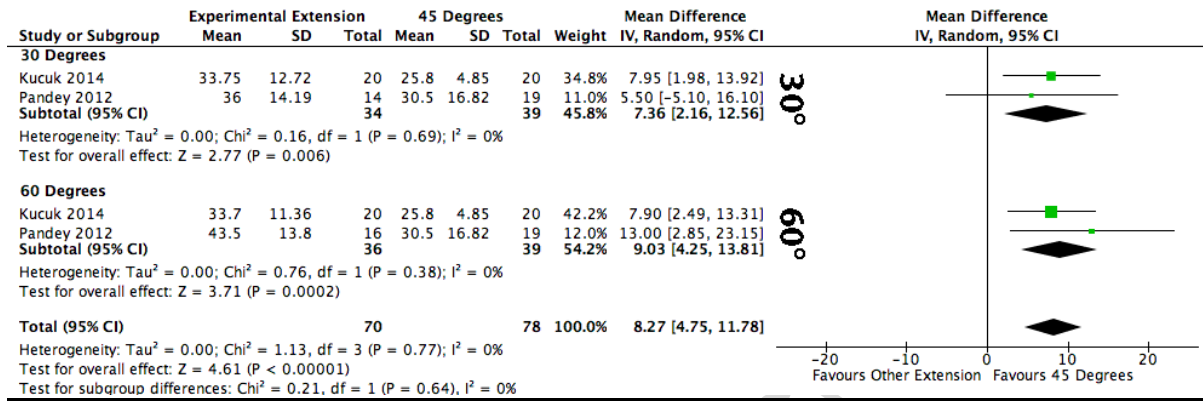 Experimental Extension 45 Degrees Mean Difference Mean Difference
Study or Subgroup Mean SD Total Mean SD Total Weight IV, Random, 95% CI IV, Random, 95% CI
30 Degrees
Kucuk 2014 33.75 12.72 20 25.8 4.85 20 34.8% 7.95 [1.98, 13.92]
Pandey 2012 36 14.19 14 30.5 16.82 19 11.0% 5.50 [-5.10, 16.10]
Subtotal (95% CI) 34 39 45.8% 7.36 [2.16, 12.56]
30°
Heterogeneity: Tau² = 0.00; Chi² = 0.16, df = 1 (P = 0.69); I² = 0%
Test for overall effect: Z = 2.77 (P = 0.006)
60 Degrees
Kucuk 2014 33.7 11.36 20 25.8 4.85 20 42.2% 7.90 [2.49, 13.31]
Pandey 2012 43.5 13.8 16 30.5 16.82 19 12.0% 13.00 [2.85, 23.15]
Subtotal (95% CI) 36 39 54.2% 9.03 [4.25, 13.81]
60°
Heterogeneity: Tau² = 0.00; Chi² = 0.76, df = 1 (P = 0.38); I² = 0%
Test for overall effect: Z = 3.71 (P = 0.0002)
Total (95% CI) 70 78 100.0% 8.27 [4.75, 11.78]
Heterogeneity: Tau² = 0.00; Chi² = 1.13, df = 3 (P = 0.77); I² = 0%
Test for overall effect: Z = 4.61 (P < 0.00001)
Test for subgroup differences: Chi² = 0.21, df = 1 (P = 0.64), I² = 0%
-20 -10 0 10 20
Favours Other Extension Favours 45 Degrees